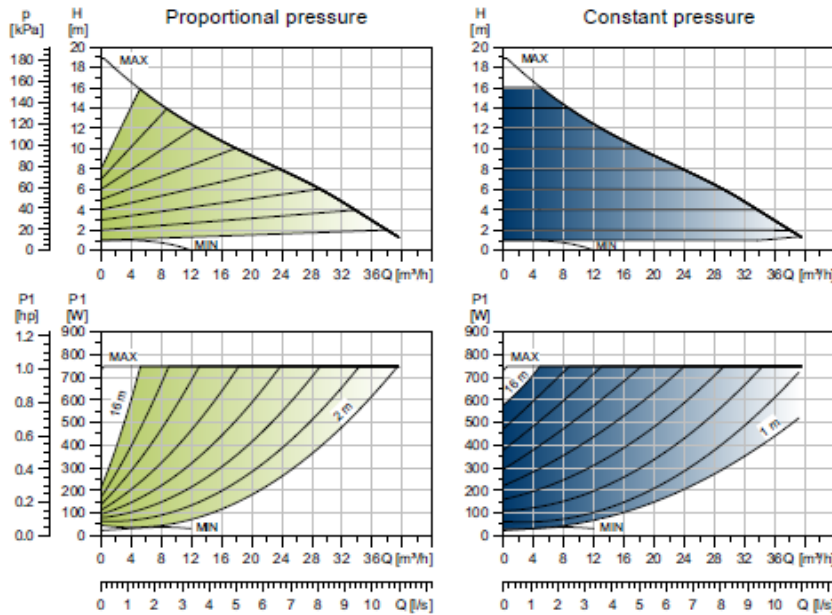 Proportional pressure
p
[kPa]
H
[m]
180
160
140
120
100
80
60
40
20
0
20
18
16
14
12
10
8
6
4
2
0
MAX
MIN
0 4 8 12 16 20 24 28 32 36 Q [m³/h]
Constant pressure
H
[m]
20
18
16
14
12
10
8
6
4
2
0
MAX
MIN
0 4 8 12 16 20 24 28 32 36 Q [m³/h]
P1
[hp]
P1
[W]
1.2
1.0
0.8
0.6
0.4
0.2
0.0
900
800
700
600
500
400
300
200
100
0
MAX
16 m
2 m
MIN
0 4 8 12 16 20 24 28 32 36 Q [m³/h]
0 1 2 3 4 5 6 7 8 9 10 Q [l/s]
P1
[W]
900
800
700
600
500
400
300
200
100
0
MAX
16 m
1 m
MIN
0 4 8 12 16 20 24 28 32 36 Q [m³/h]
0 1 2 3 4 5 6 7 8 9 10 Q [l/s]